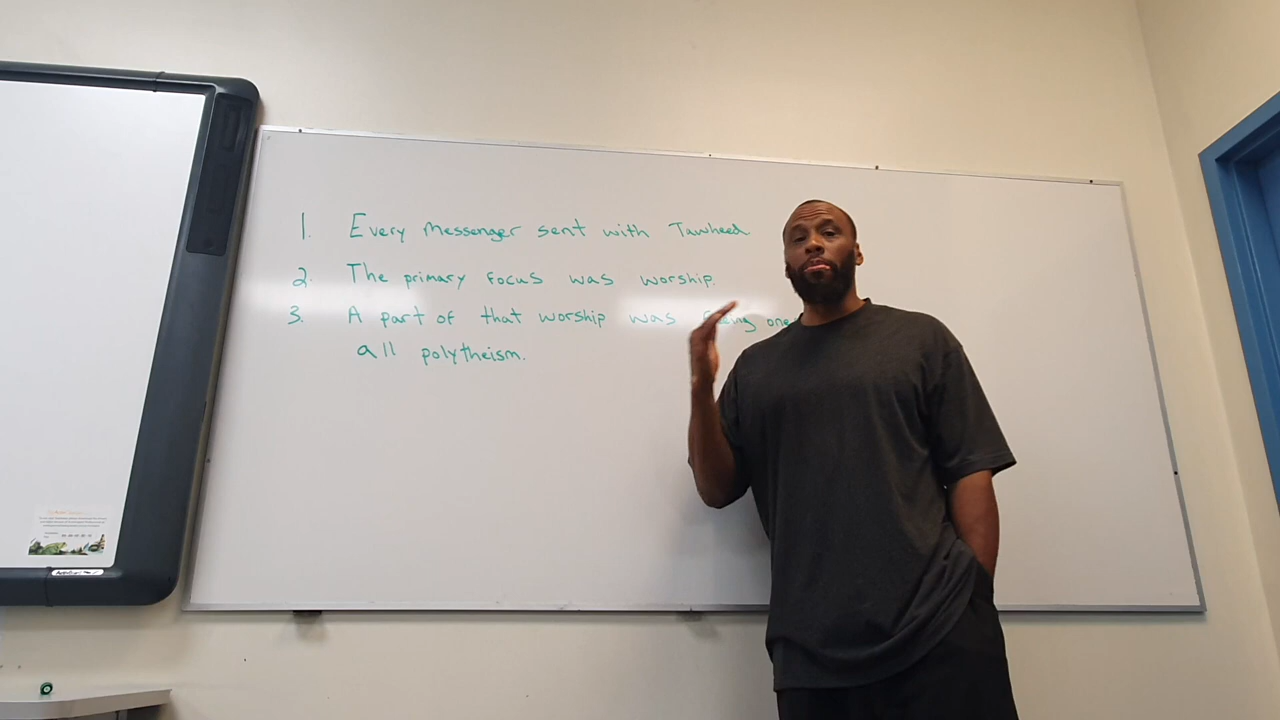 1. Every Messenger sent with Tawheed
2. The primary focus was worship.
3. A part of that worship was one
all polytheism.